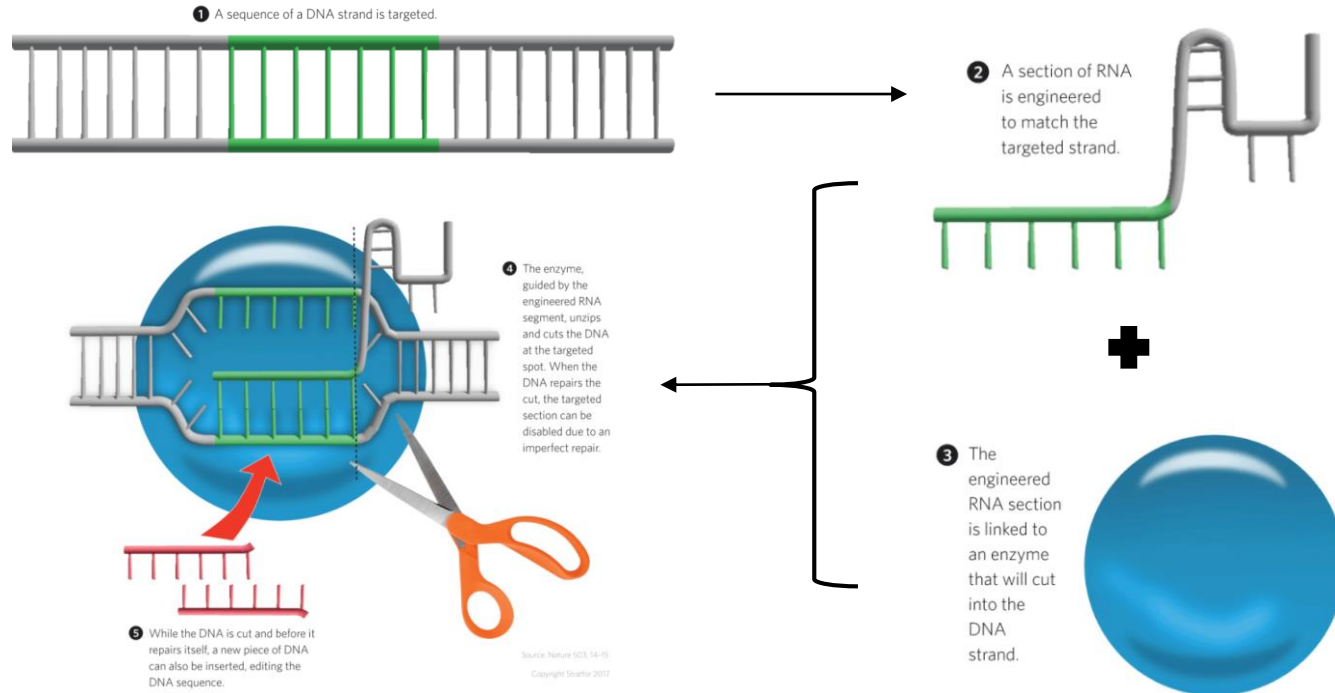 1 A sequence of a DNA strand is targeted.
2 A section of RNA
is engineered
to match the
targeted strand.
3 The
engineered
RNA section
is linked to
an enzyme
that will cut
into the
DNA
strand.
4 The enzyme,
guided by the
engineered RNA
segment, unzips
and cuts the DNA
at the targeted
spot. When the
DNA repairs the
cut, the targeted
section can be
disabled due to an
imperfect repair.
5 While the DNA is cut and before it
repairs itself, a new piece of DNA
can also be inserted, editing the
DNA sequence.
Source: Nature 503, 14–15.
Copyright Stratfor 2017